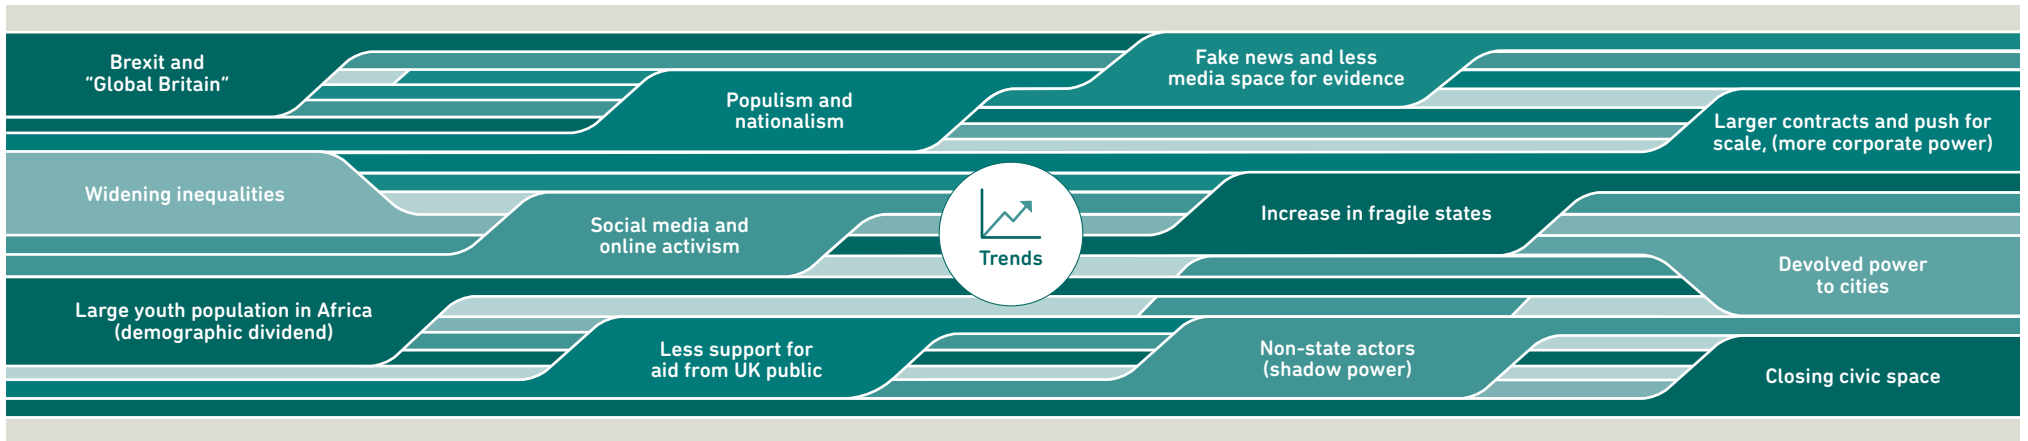 Brexit and
“Global Britain”
Populism and
nationalism
Fake news and less
media space for evidence
Larger contracts and push for
scale, (more corporate power)
Widening inequalities
Social media and
online activism
Trends
Increase in fragile states
Devolved power
to cities
Large youth population in Africa
(demographic dividend)
Less support for
aid from UK public
Non-state actors
(shadow power)
Closing civic space